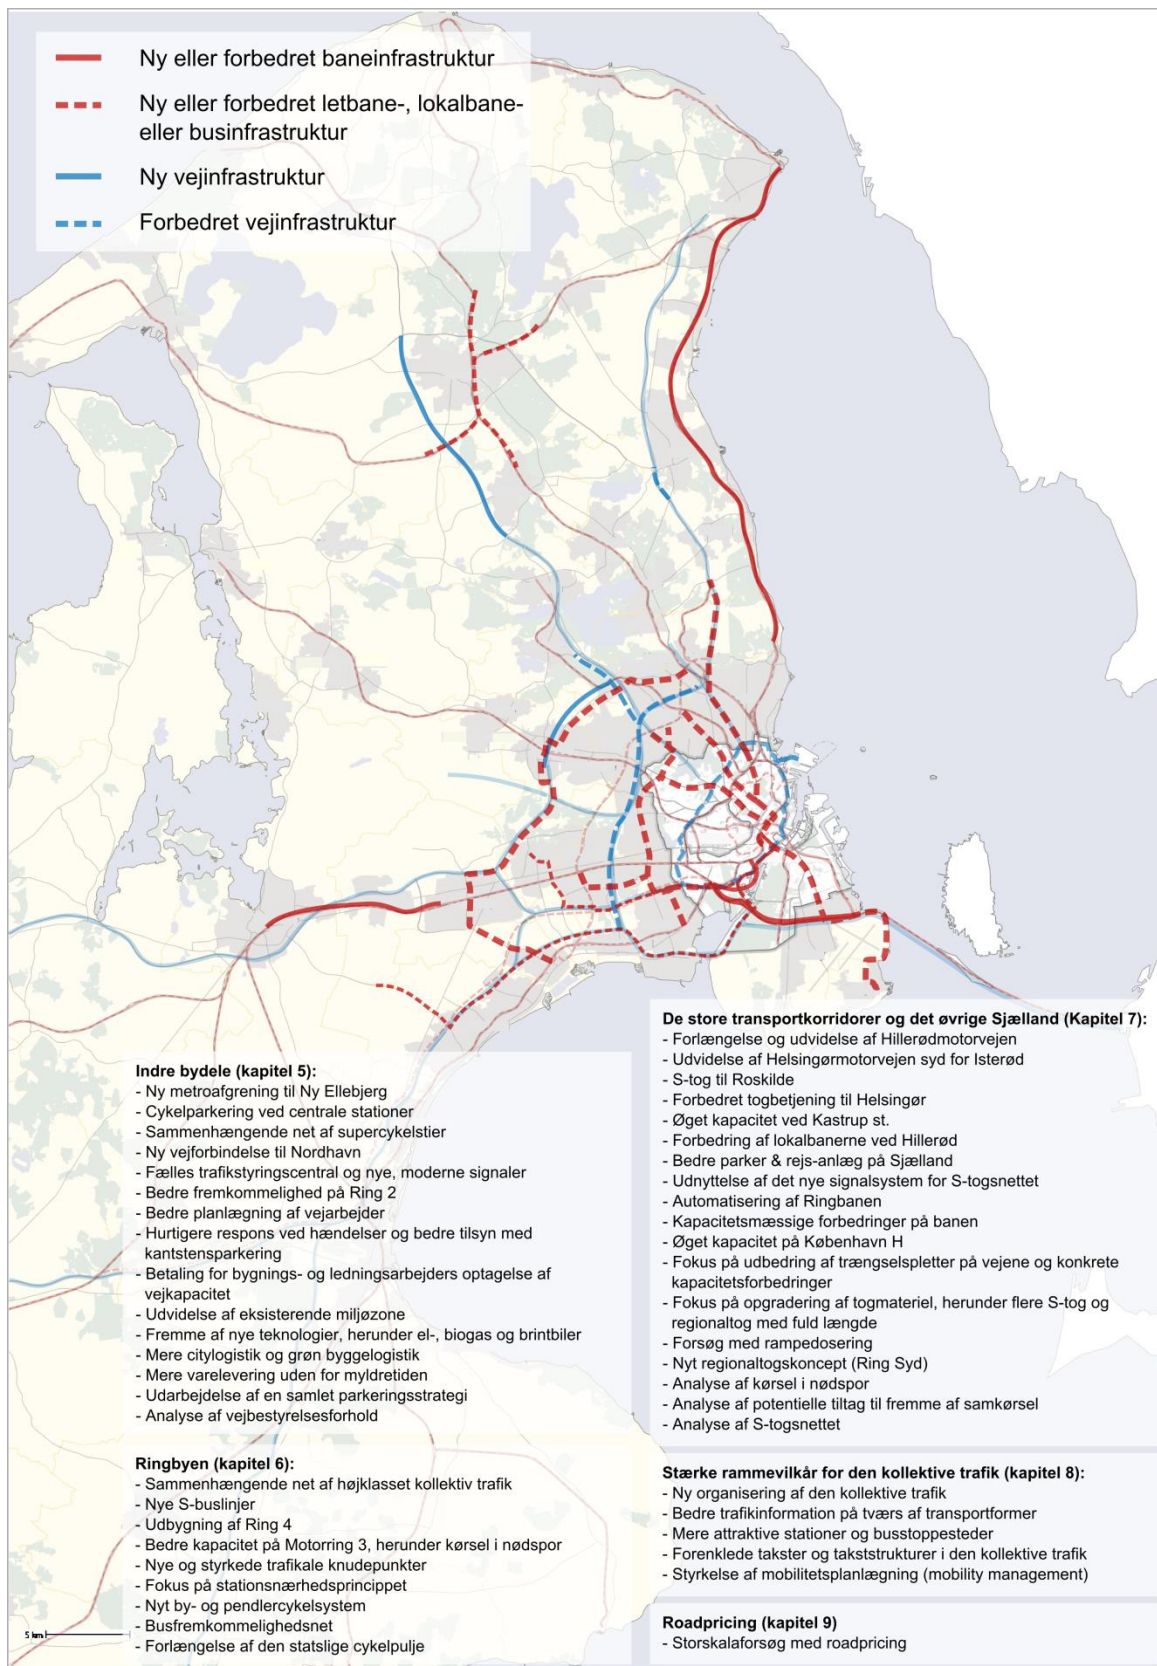 Ny eller forbedret baneinfrastruktur
Ny eller forbedret letbane-, lokalbane-
eller businfrastruktur
Ny vejinfrastruktur
Forbedret vejinfrastruktur
Indre bydele (kapitel 5):
- Ny metroafgrening til Ny Ellebjerg
- Cykelparkering ved centrale stationer
- Sammenhængende net af supercykelstier
- Ny vejforbindelse til Nordhavn
- Fælles trafikstyringscentral og nye, moderne signaler
- Bedre fremkommelighed på Ring 2
- Bedre planlægning af vejarbejder
- Hurtigere respons ved hændelser og bedre tilsyn med
kantstensparkering
- Betaling for bygnings- og ledningsarbejders optagelse af
vejkapacitet
- Udvidelse af eksisterende miljøzone
- Fremme af nye teknologier, herunder el-, biogas og brintbiler
- Mere citylogistik og grøn byggelogistik
- Mere varelevering uden for myldretiden
- Udarbejdelse af en samlet parkeringsstrategi
- Analyse af vejbestyrelsesforhold
Ringbyen (kapitel 6):
- Sammenhængende net af højklasset kollektiv trafik
- Nye S-buslinjer
- Udbygning af Ring 4
- Bedre kapacitet på Motorring 3, herunder kørsel i nødspor
- Nye og styrkede trafikale knudepunkter
- Fokus på stationsnærhedsprincippet
- Nyt by- og pendlercykelsystem
- Busfremkommelighedsnet
- Forlængelse af den statslige cykelpulje
5 km
De store transportkorridorer og det øvrige Sjælland (Kapitel 7):
- Forlængelse og udvidelse af Hillerødmotorvejen
- Udvidelse af Helsingørmotorvejen syd for Isterød
- S-tog til Roskilde
- Forbedret togbetjening til Helsingør
- Øget kapacitet ved Kastrup st.
- Forbedring af lokalbanerne ved Hillerød
- Bedre parker & rejs-anlæg på Sjælland
- Udnyttelse af det nye signalsystem for S-togsnettet
- Automatisering af Ringbanen
- Kapacitetsmæssige forbedringer på banen
- Øget kapacitet på København H
- Fokus på udbedring af trængselspletter på vejene og konkrete
kapacitetsforbedringer
- Fokus på opgradering af togmateriel, herunder flere S-tog og
regionaltog med fuld længde
- Forsøg med rampedosering
- Nyt regionaltogskoncept (Ring Syd)
- Analyse af kørsel i nødspor
- Analyse af potentielle tiltag til fremme af samkørsel
- Analyse af S-togsnettet
Stærke rammevilkår for den kollektive trafik (kapitel 8):
- Ny organisering af den kollektive trafik
- Bedre trafikinformation på tværs af transportformer
- Mere attraktive stationer og busstoppesteder
- Forenklede takster og takststrukturer i den kollektive trafik
- Styrkelse af mobilitetsplanlægning (mobility management)
Roadpricing (kapitel 9)
- Storskalaforsøg med roadpricing